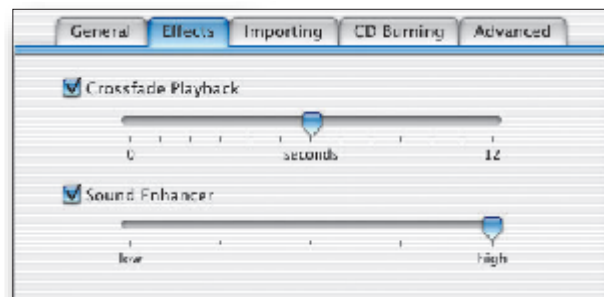 General Effects Importing CD Burning Advanced
Crossfade Playback
0 seconds 12
Sound Enhancer
low high